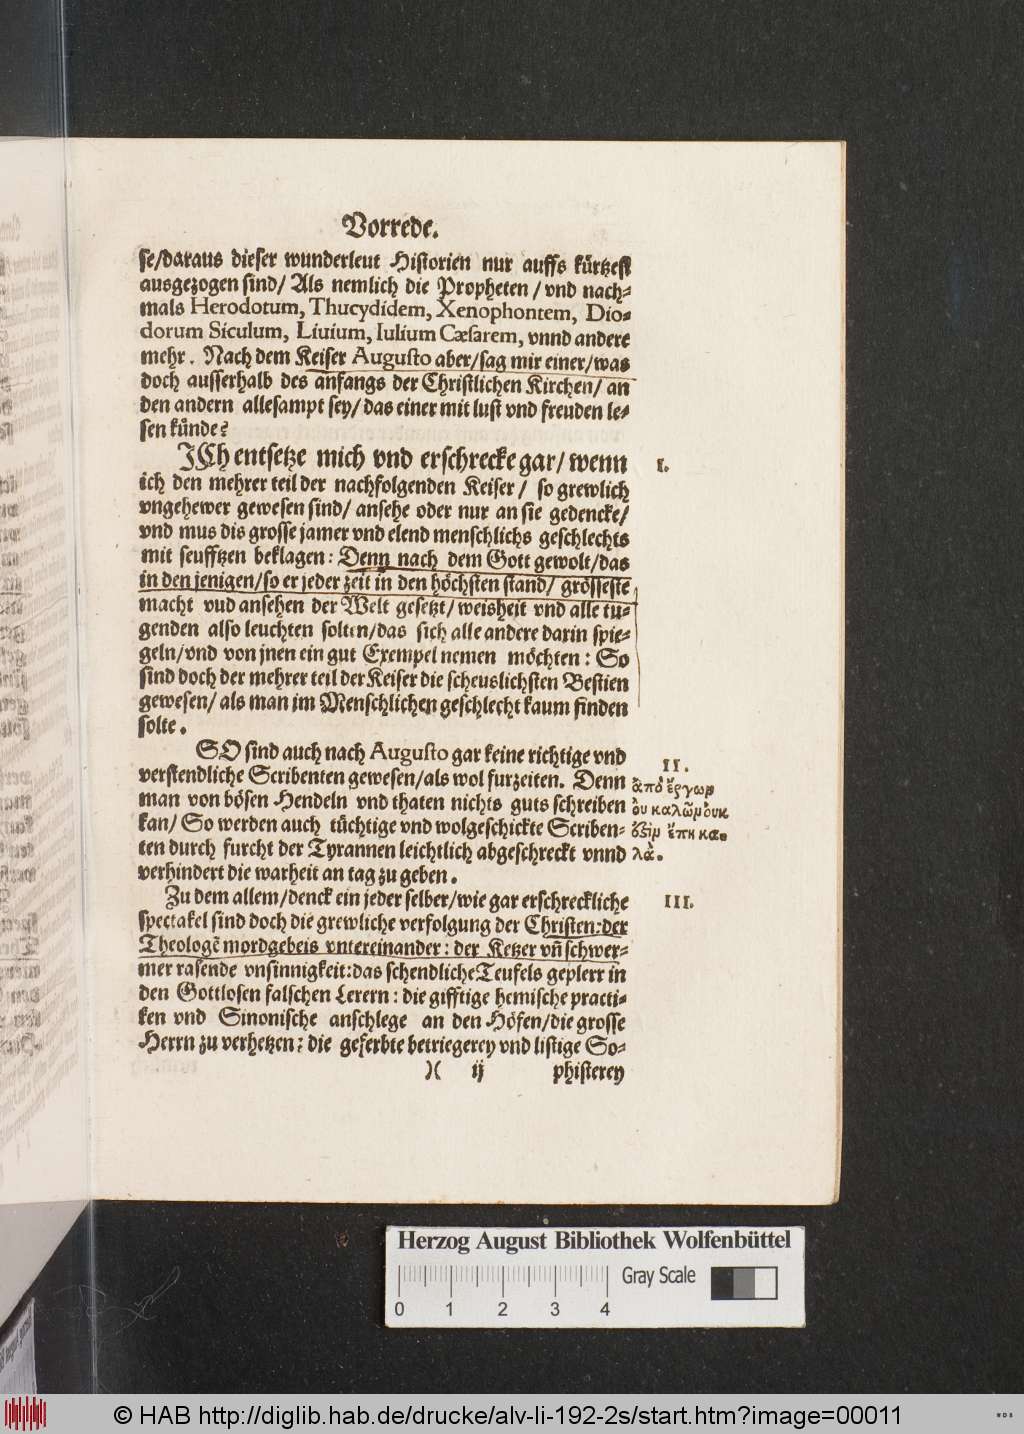 Vorrede.
se/daraus dieser wunderleut Historien nur auffs kürtzest
ausgezogen sind/ Als nemlich die Propheten/ vnd nach-
mals Herodotum, Thucydidem, Xenophontem, Dio-
dorum Siculum, Liuium, Iulium Cæsarem, vnnd andere
mehr. Nach dem Keiser Augusto aber/sag mir einer/was
doch ausserhalb des anfangs der Christlichen Kirchen/ an
den andern allesampt sey/ das einer mit lust vnd freuden le-
sen künde?
ICh entsetze mich vnd erschrecke gar/ wenn
I.
ich den mehrer teil der nachfolgenden Keiser/ so grewlich
vngehewer gewesen sind/ ansehe oder nur an sie gedencke/
vnd mus dis grosse jamer vnd elend menschlichs geschlechts
mit seufftzen beklagen: Denn nach dem Gott gewolt/das
in den jenigen/so er jeder zeit in den höchsten stand/ grösseste
macht vud ansehen der Welt gesetzt/ weisheit vnd alle tu-
genden also leuchten solten/das sich alle andere darin spie-
geln/vnd von jnen ein gut Exempel nemen möchten: So
sind doch der mehrer teil der Keiser die scheuslichsten Bestien
gewesen/ als man jm Menschlichen geschlecht kaum finden
solte.
SO sind auch nach Augusto gar keine richtige vnd
II.
verstendliche Scribenten gewesen/als wol furzeiten. Denn
ἀπὸ ἔργωμ
man von bösen Hendeln vnd thaten nichts guts schreiben
οὐ καλῶμ οὐκ
kan/ So werden auch tüchtige vnd wolgeschickte Scriben-
ἔπη κα-
ten durch furcht der Tyrannen leichtlich abgeschreckt vnnd
λὰ.
verhindert die warheit an tag zu geben.
Zu dem allem/denck ein jeder selber/wie gar erschreckliche
III.
spectakel sind doch die grewliche verfolgung der Christen: der
Theologē mordgebeis vntereinander: der Ketzer vn̄ schwer-
mer rasende vnsinnigkeit: das schendliche Teufels geplerr in
den Gottlosen falschen Lerern: die gifftige hemische practi-
ken vnd Sinonische anschlege an den Höfen/die grosse
Herrn zu verhetzen: die geferbte betriegerey vnd listige So-
)( ij phisterey
Herzog August Bibliothek Wolfenbüttel
Gray Scale
0 1 2 3 4
© HAB http://diglib.hab.de/drucke/alv-li-192-2s/start.htm?image=00011